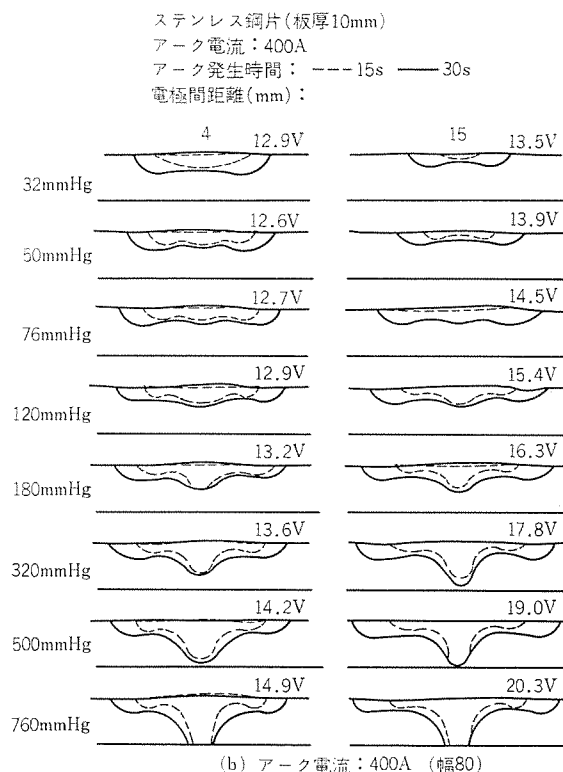 ステンレス鋼片(板厚10mm)
アーク電流：400A
アーク発生時間： ---15s ―30s
電極間距離(mm)：
4 12.9V 15 13.5V
32mmHg
12.6V 13.9V
50mmHg
12.7V 14.5V
76mmHg
12.9V 15.4V
120mmHg
13.2V 16.3V
180mmHg
13.6V 17.8V
320mmHg
14.2V 19.0V
500mmHg
14.9V 20.3V
760mmHg
(b) アーク電流：400A (幅80)